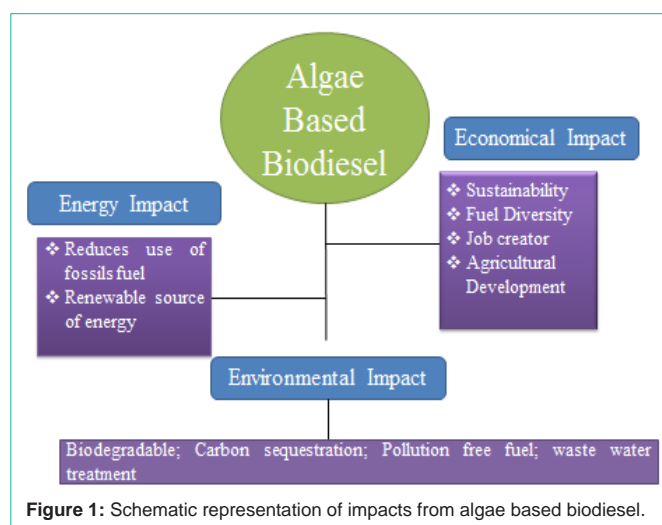 Algae
Based
Biodiesel
Economical Impact
❖ Sustainability
❖ Fuel Diversity
❖ Job creator
❖ Agricultural
Development
Energy Impact
❖ Reduces use of
fossils fuel
❖ Renewable source
of energy
Environmental Impact
Biodegradable; Carbon sequestration; Pollution free fuel; waste water
treatment
Figure 1: Schematic representation of impacts from algae based biodiesel.